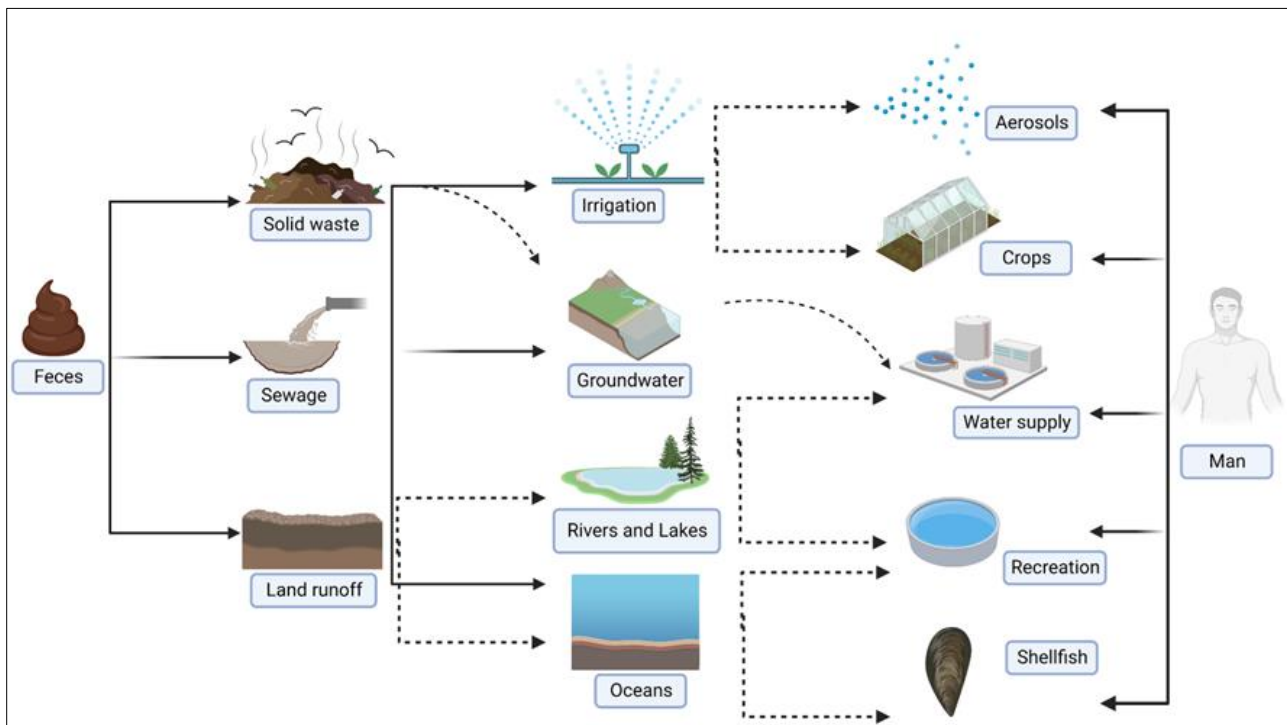 Feces
Solid waste
Sewage
Land runoff
Irrigation
Groundwater
Rivers and Lakes
Oceans
Aerosols
Crops
Water supply
Recreation
Shellfish
Man